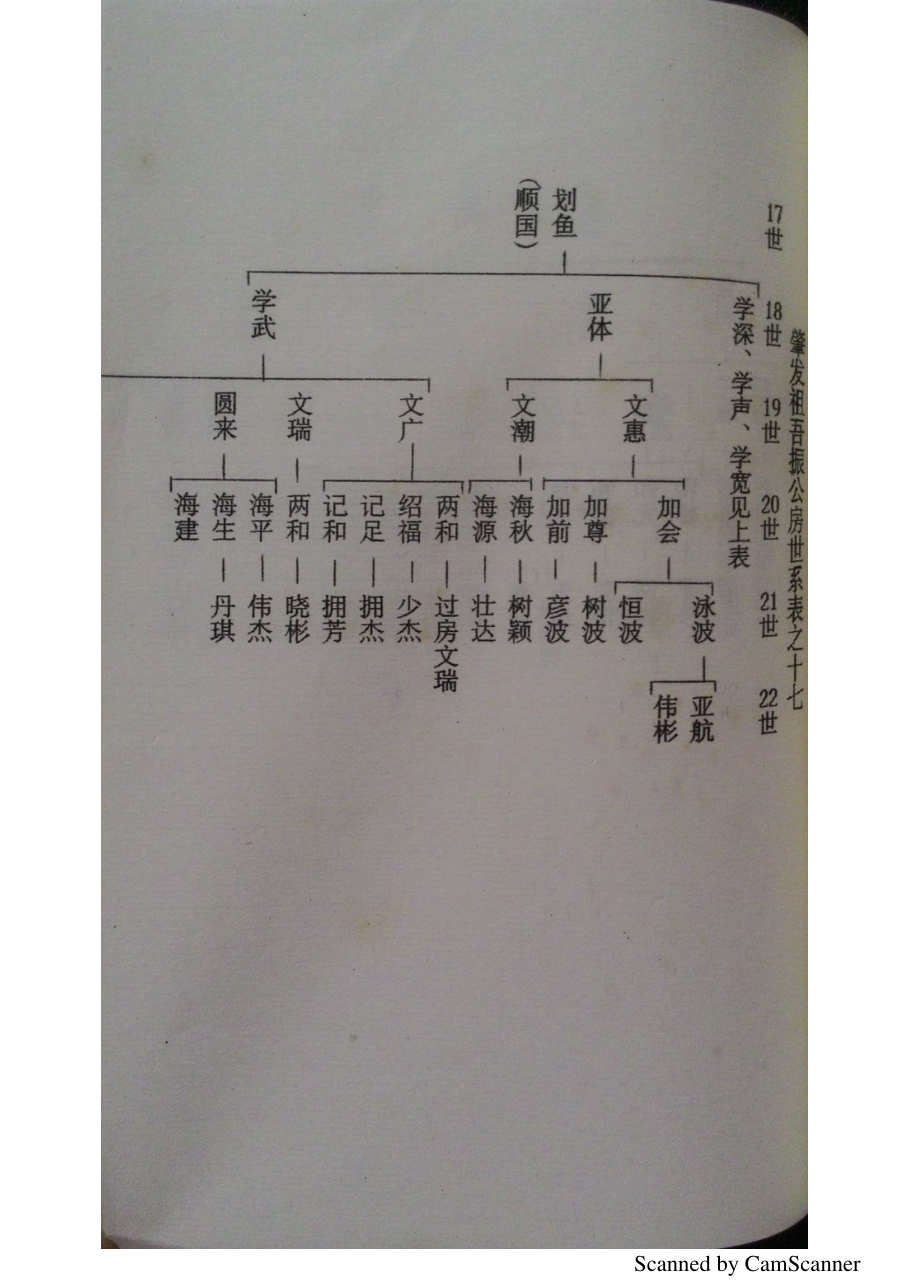 肇发祖吾振公房世系表之十七
17世
18世
19世
20世
21世
22世
划鱼
(顺国)
学深、学声、学宽见上表
亚体
学武
文惠
文潮
文广
文瑞
圆来
加会
加尊
加前
海秋
海源
两和
绍福
记足
记和
两和
海平
海生
海建
泳波
恒波
树波
彦波
树颖
壮达
过房文瑞
少杰
拥杰
拥芳
晓彬
伟杰
丹琪
亚航
伟彬
Scanned by CamScanner